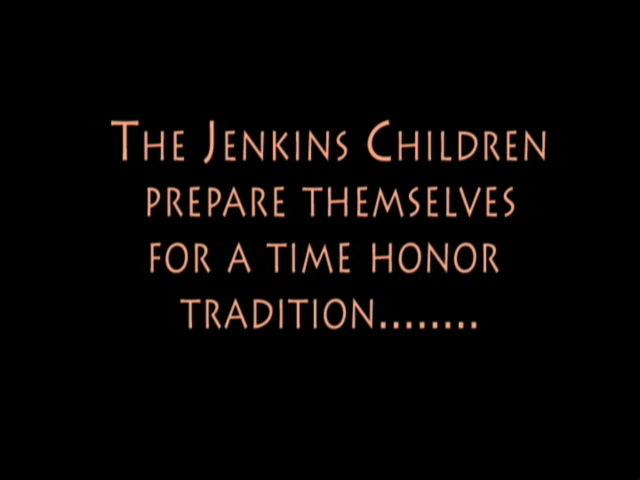 THE JENKINS CHILDREN
PREPARE THEMSELVES
FOR A TIME HONOR
TRADITION........